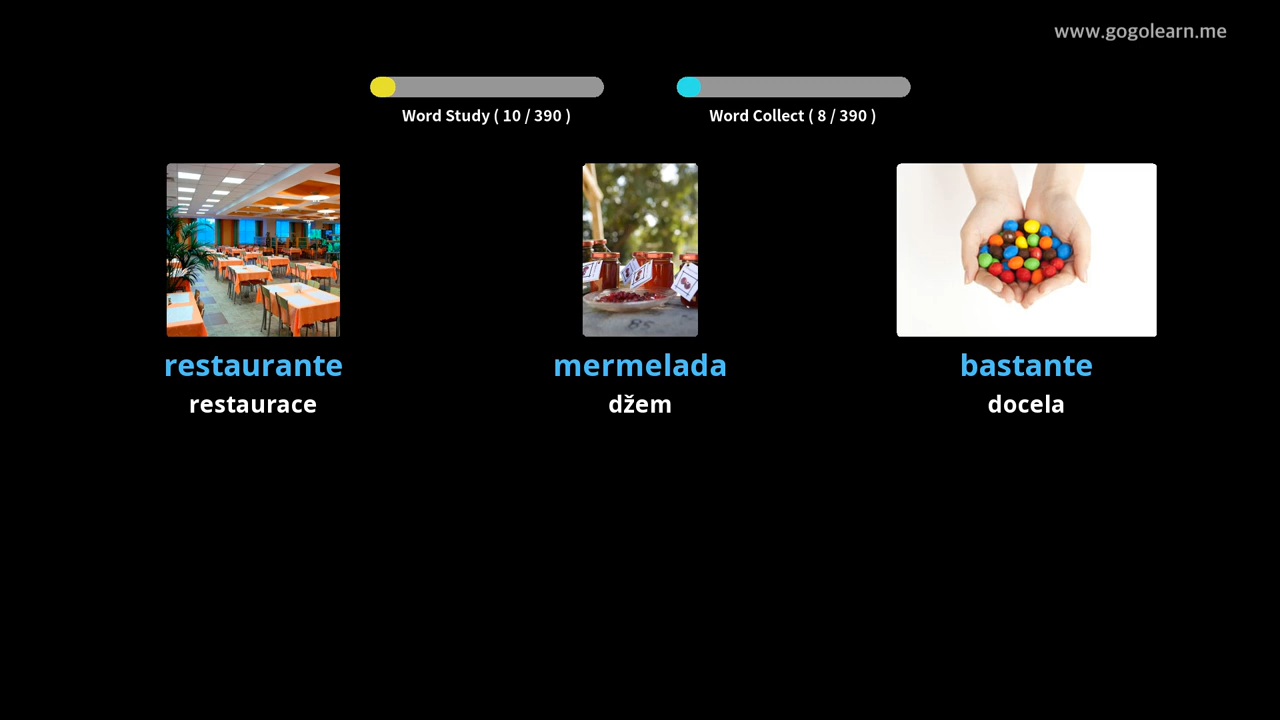 www.gogolearn.me
Word Study ( 10 / 390 )
Word Collect ( 8 / 390 )
restaurante
mermelada
bastante
restaurace
džem
docela